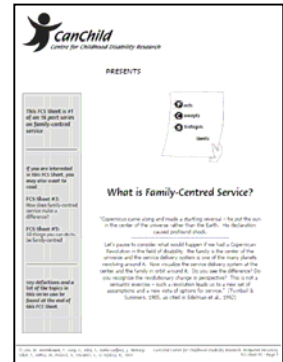 CanChild
Centre for Childhood Disability Research
PRESENTS
This FCS Sheet is #1
of an 18 part series
on family-centred
service
If you are interested
in this FCS Sheet, you
may also want to
read
FCS Sheet #2:
How does family-centred
service make a
difference?
FCS Sheet #5:
10 things you can do to
be family-centred
Key definitions and a
list of the topics in
this series can be
found at the end of
this FCS Sheet.
Facts
Concepts
Strategies
Sheets
What is Family-Centred Service?
"Copernicus came along and made a startling reversal – he put the sun
in the center of the universe rather than the Earth. His declaration
caused profound shock.
Let's pause to consider what would happen if we had a Copernican
Revolution in the field of disability. The family is the center of the
universe and the service delivery system is one of the many planets
revolving around it. Now visualize the service delivery system at the
center and the family in orbit around it. Do you see the difference? Do
you recognize the revolutionary change in perspective? This is not a
semantic exercise – such a revolution leads us to a new set of
assumptions and a new vista of options for service." (Turnbull &
Summers, 1985, as cited in Edelman et al., 1992)